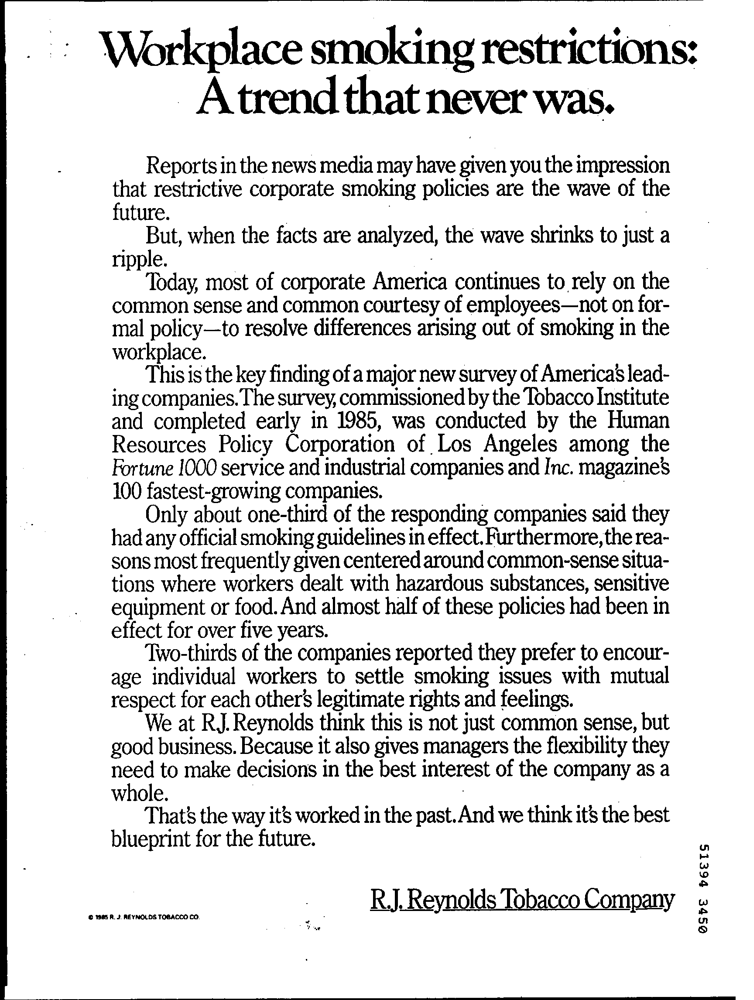 Workplace smoking restrictions:
A trend that never was.
Reports in the news media may have given you the impression
that restrictive corporate smoking policies are the wave of the
future.
But, when the facts are analyzed, the wave shrinks to just a
ripple.
Today, most of corporate America continues to rely on the
common sense and common courtesy of employees—not on for-
mal policy—to resolve differences arising out of smoking in the
workplace.
This is the key finding of a major new survey of America's lead-
ing companies. The survey, commissioned by the Tobacco Institute
and completed early in 1985, was conducted by the Human
Resources Policy Corporation of Los Angeles among the
Fortune 1000 service and industrial companies and Inc. magazine's
100 fastest-growing companies.
Only about one-third of the responding companies said they
had any official smoking guidelines in effect. Furthermore, the rea-
sons most frequently given centered around common-sense situa-
tions where workers dealt with hazardous substances, sensitive
equipment or food. And almost half of these policies had been in
effect for over five years.
Two-thirds of the companies reported they prefer to encour-
age individual workers to settle smoking issues with mutual
respect for each other's legitimate rights and feelings.
We at R.J. Reynolds think this is not just common sense, but
good business. Because it also gives managers the flexibility they
need to make decisions in the best interest of the company as a
whole.
That's the way it's worked in the past. And we think it's the best
blueprint for the future.
R.J. Reynolds Tobacco Company
© 1985 R. J. REYNOLDS TOBACCO CO.
51394 3450